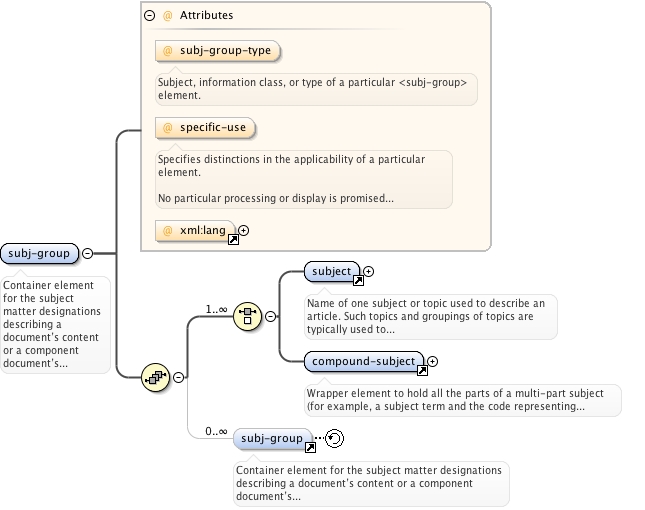 @ Attributes
@ subj-group-type
Subject, information class, or type of a particular <subj-group>
element.
@ specific-use
Specifies distinctions in the applicability of a particular
element.
No particular processing or display is promised...
@ xml:lang
subj-group
Container element
for the subject
matter designations
describing a
document's content
or a component
document's...
1..∞
subject
Name of one subject or topic used to describe an
article. Such topics and groupings of topics are
typically used to...
compound-subject
Wrapper element to hold all the parts of a multi-part subject
(for example, a subject term and the code representing...
0..∞
subj-group
Container element for the subject matter designations
describing a document's content or a component
document's...